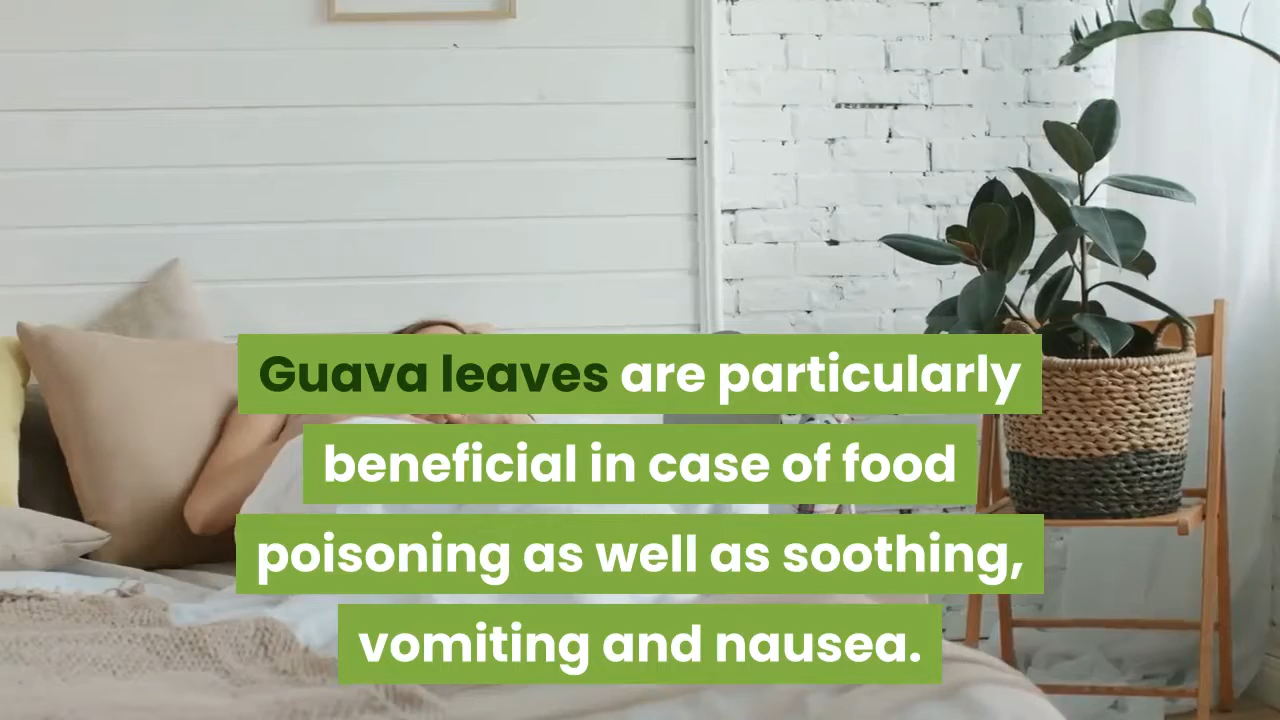 Guava leaves are particularly
beneficial in case of food
poisoning as well as soothing,
vomiting and nausea.